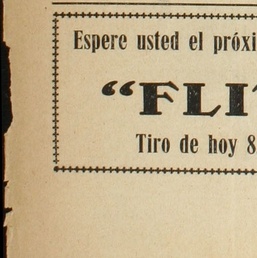 Espere usted el próxi
“FLI
Tiro de hoy 8